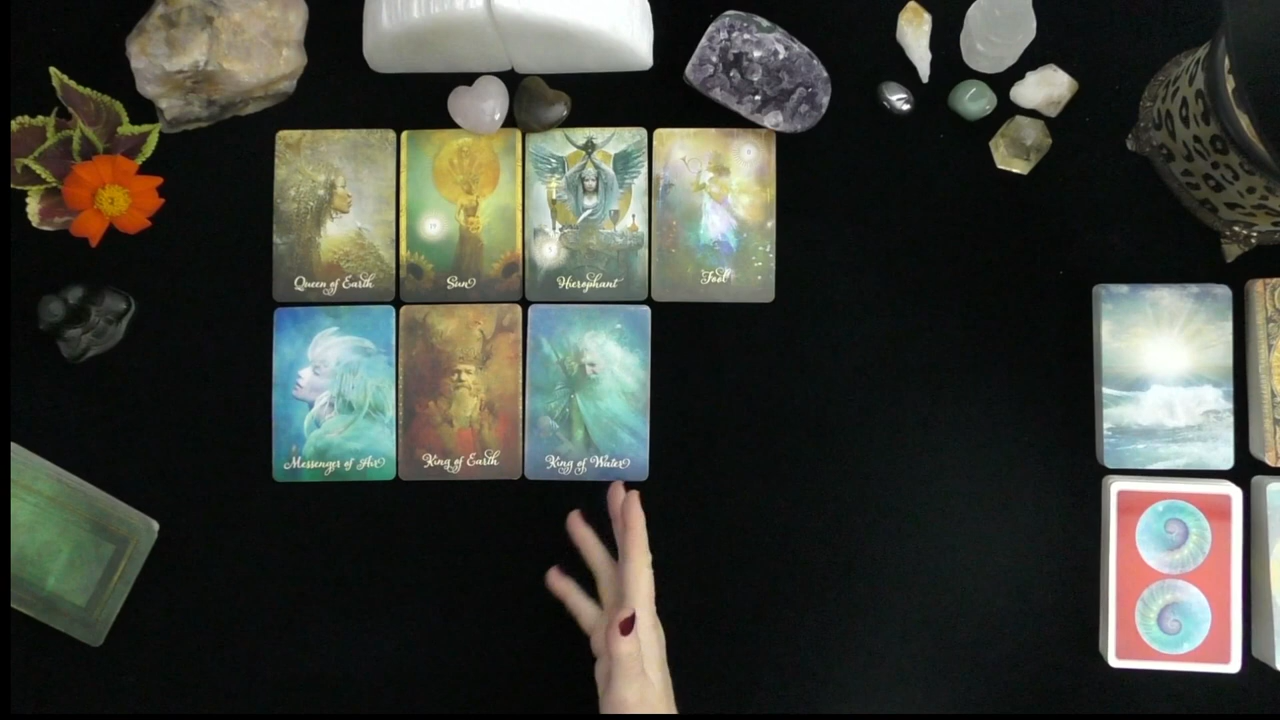 Queen of Earth
Sun
Hierophant
Fool
Messenger of Air
King of Earth
King of Water